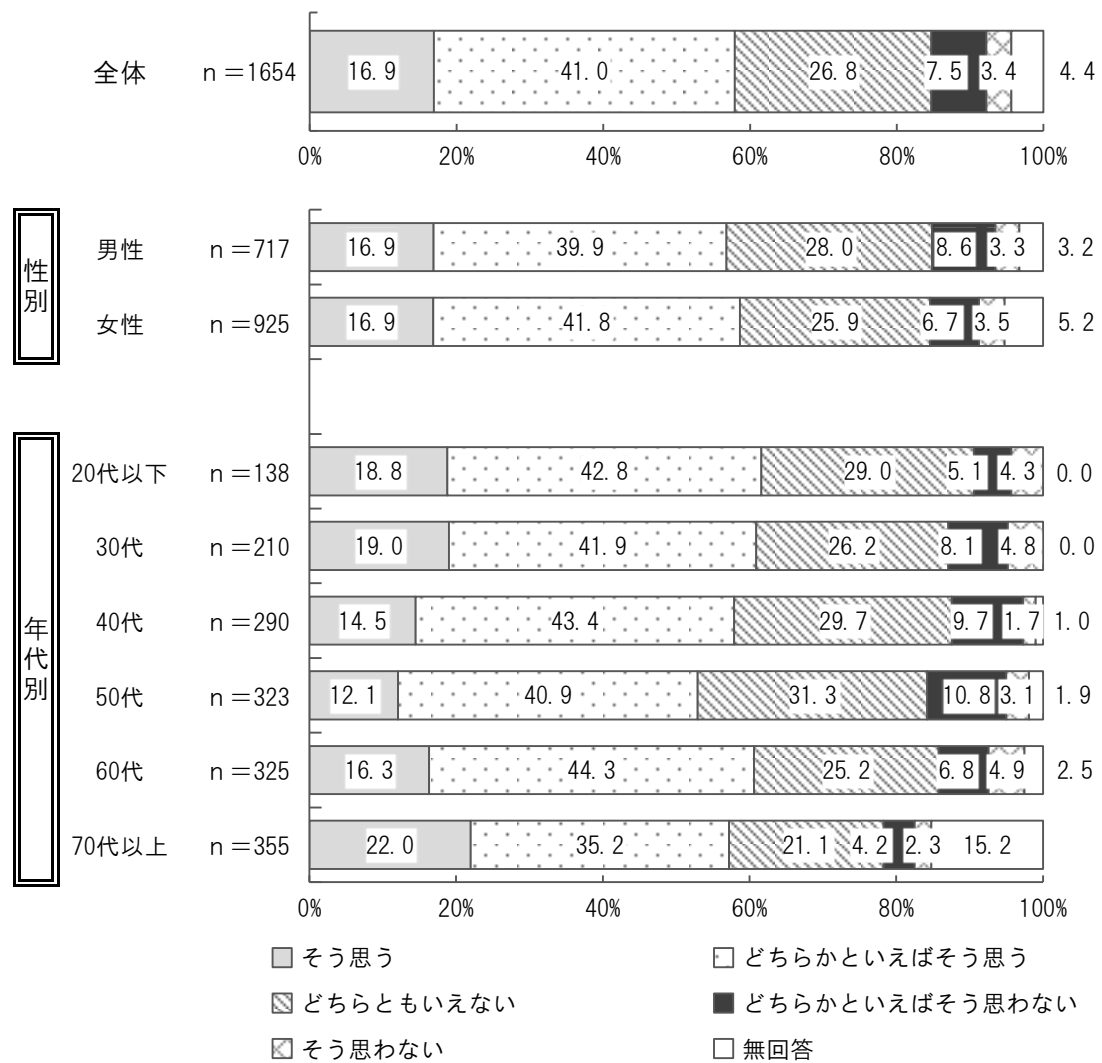 全体 n=1654 16.9 41.0 26.8 7.5 3.4 4.4
0% 20% 40% 60% 80% 100%
性別
男性 n=717 16.9 39.9 28.0 8.6 3.3 3.2
女性 n=925 16.9 41.8 25.9 6.7 3.5 5.2
年代別
20代以下 n=138 18.8 42.8 29.0 5.1 4.3 0.0
30代 n=210 19.0 41.9 26.2 8.1 4.8 0.0
40代 n=290 14.5 43.4 29.7 9.7 1.7 1.0
50代 n=323 12.1 40.9 31.3 10.8 3.1 1.9
60代 n=325 16.3 44.3 25.2 6.8 4.9 2.5
70代以上 n=355 22.0 35.2 21.1 4.2 2.3 15.2
0% 20% 40% 60% 80% 100%
そう思う どちらかといえばそう思う
どちらともいえない どちらかといえばそう思わない
そう思わない 無回答